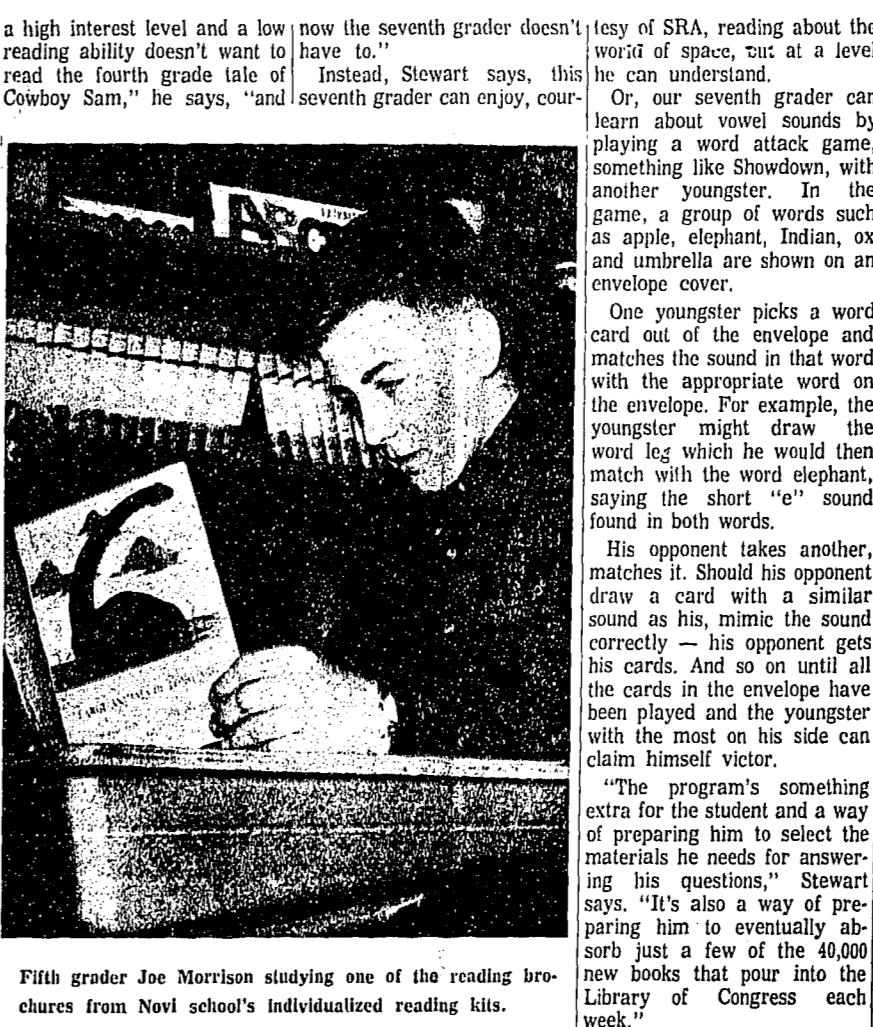 a high interest level and a low
reading ability doesn't want to
read the fourth grade tale of
Cowboy Sam," he says, "and
now the seventh grader doesn't
have to."
Instead, Stewart says, this
seventh grader can enjoy, cour-
Fifth grader Joe Morrison studying one of the reading bro-
chures from Novi school's individualized reading kits.
tesy of SRA, reading about the
world of space, but at a level
he can understand.
Or, our seventh grader can
learn about vowel sounds by
playing a word attack game,
something like Showdown, with
another youngster. In the
game, a group of words such
as apple, elephant, Indian, ox
and umbrella are shown on an
envelope cover.
One youngster picks a word
card out of the envelope and
matches the sound in that word
with the appropriate word on
the envelope. For example, the
youngster might draw the
word leg which he would then
match with the word elephant,
saying the short "e" sound
found in both words.
His opponent takes another,
matches it. Should his opponent
draw a card with a similar
sound as his, mimic the sound
correctly — his opponent gets
his cards. And so on until all
the cards in the envelope have
been played and the youngster
with the most on his side can
claim himself victor.
"The program's something
extra for the student and a way
of preparing him to select the
materials he needs for answer-
ing his questions," Stewart
says. "It's also a way of pre-
paring him to eventually ab-
sorb just a few of the 40,000
new books that pour into the
Library of Congress each
week."